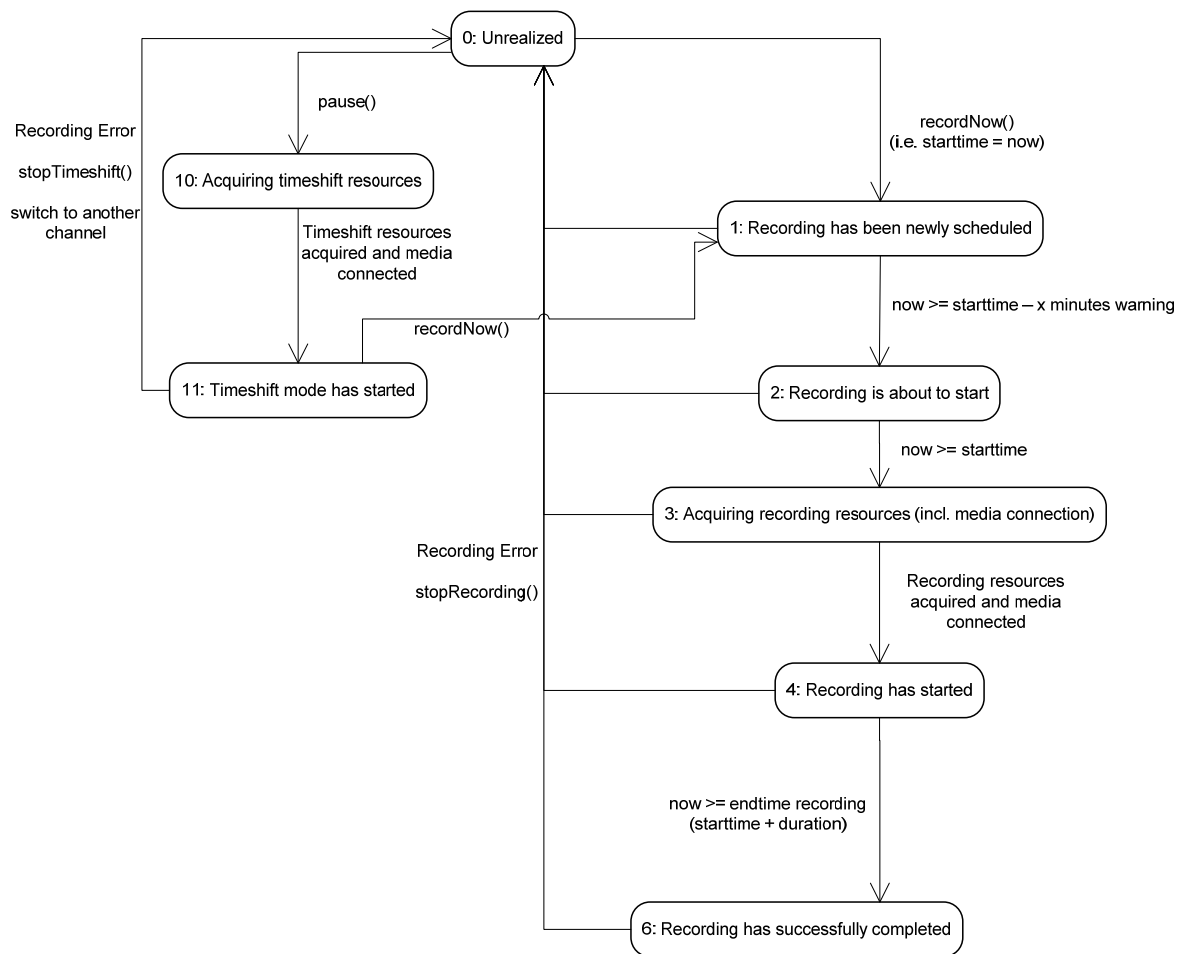 0: Unrealized
pause()
recordNow()
(i.e. starttime = now)
Recording Error
stopTimeshift()
switch to another
channel
10: Acquiring timeshift resources
Timeshift resources
acquired and media
connected
1: Recording has been newly scheduled
now >= starttime – x minutes warning
recordNow()
11: Timeshift mode has started
2: Recording is about to start
now >= starttime
3: Acquiring recording resources (incl. media connection)
Recording Error
stopRecording()
Recording resources
acquired and media
connected
4: Recording has started
now >= endtime recording
(starttime + duration)
6: Recording has successfully completed